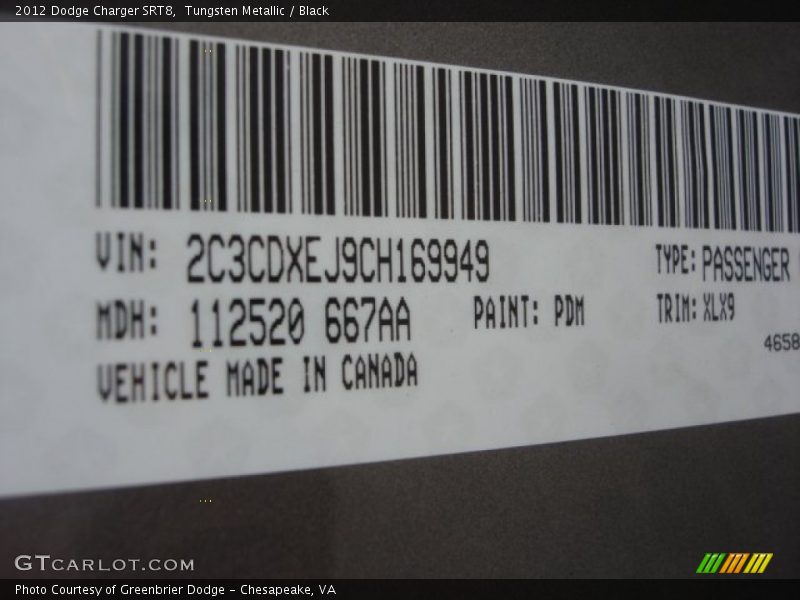 2012 Dodge Charger SRT8,  Tungsten Metallic / Black
VIN: 2C3CDXEJ9CH169949 TYPE: PASSENGER
MDH: 112520 667AA PAINT: PDM TRIM: XLX9
4658
VEHICLE MADE IN CANADA
GTCARLOT.COM
Photo Courtesy of Greenbrier Dodge - Chesapeake, VA